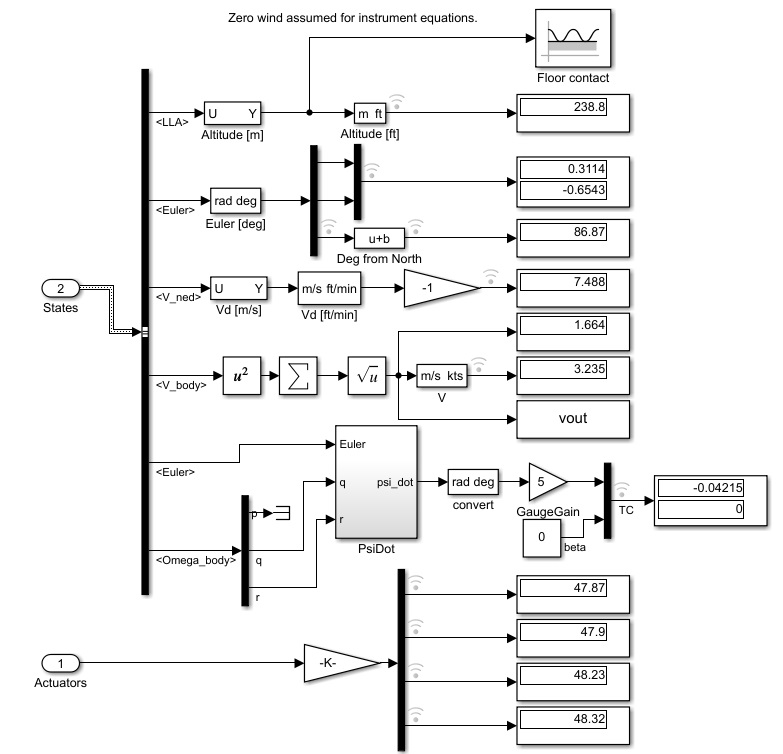 Zero wind assumed for instrument equations.
Floor contact
<LLA>
U Y
Altitude [m]
m ft
Altitude [ft]
238.8
<Euler>
rad deg
Euler [deg]
0.3114
-0.6543
u+b
Deg from North
86.87
2
States
<V_ned>
U Y
Vd [m/s]
m/s ft/min
Vd [ft/min]
-1
7.488
1.664
<V_body>
u²
∑
√u
m/s kts
V
3.235
vout
<Euler>
Euler
q
r
psi_dot
PsiDot
rad deg
convert
5
GaugeGain
0
beta
TC
-0.04215
0
p
<Omega_body>
q
r
47.87
47.9
48.23
48.32
1
Actuators
-K-